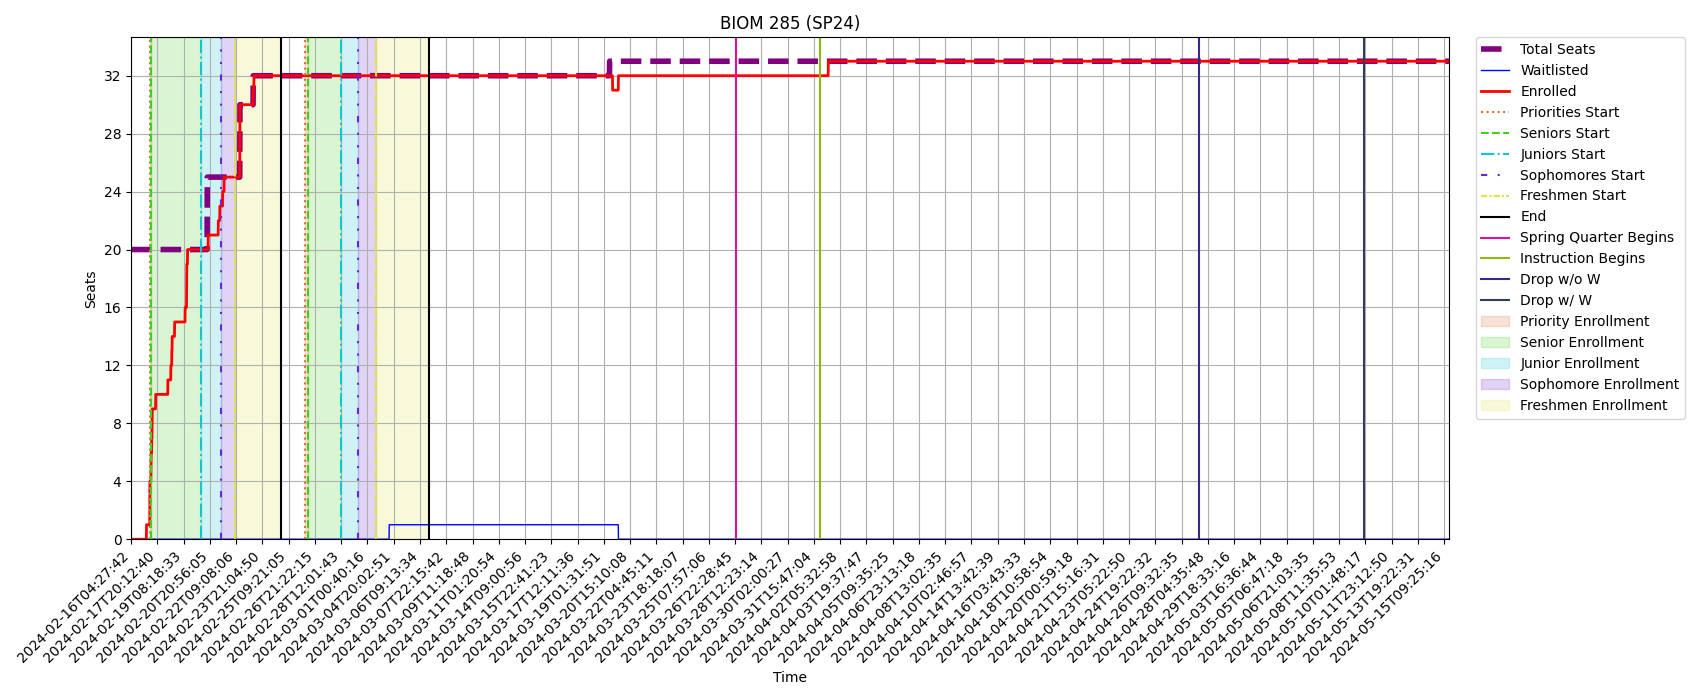 BIOM 285 (SP24)
Seats
32
28
24
20
16
12
8
4
0
2024-02-16T04:27:42
2024-02-17T20:12:40
2024-02-19T08:18:33
2024-02-20T20:56:05
2024-02-22T09:08:06
2024-02-23T21:04:50
2024-02-25T09:21:05
2024-02-26T21:22:15
2024-02-28T12:01:43
2024-03-01T00:40:16
2024-03-04T20:02:51
2024-03-06T09:13:34
2024-03-07T22:15:42
2024-03-11T11:18:48
2024-03-11T20:20:54
2024-03-14T09:00:56
2024-03-15T22:41:23
2024-03-17T12:11:36
2024-03-19T01:31:51
2024-03-20T15:10:08
2024-03-22T04:45:11
2024-03-23T18:18:07
2024-03-25T07:57:06
2024-03-26T22:28:45
2024-03-28T12:23:14
2024-03-30T02:00:27
2024-03-31T15:47:04
2024-04-02T05:32:58
2024-04-03T19:37:47
2024-04-05T09:35:25
2024-04-06T23:13:18
2024-04-08T13:02:35
2024-04-10T02:46:57
2024-04-14T13:42:39
2024-04-16T03:43:33
2024-04-18T10:58:54
2024-04-20T00:59:18
2024-04-21T15:16:31
2024-04-23T05:22:50
2024-04-24T19:22:32
2024-04-26T09:32:35
2024-04-28T04:35:48
2024-04-29T18:33:16
2024-05-03T16:36:44
2024-05-05T06:47:18
2024-05-06T21:03:35
2024-05-08T11:35:53
2024-05-10T01:48:17
2024-05-11T23:12:50
2024-05-13T19:22:31
2024-05-15T09:25:16
Time
Total Seats
Waitlisted
Enrolled
Priorities Start
Seniors Start
Juniors Start
Sophomores Start
Freshmen Start
End
Spring Quarter Begins
Instruction Begins
Drop w/o W
Drop w/ W
Priority Enrollment
Senior Enrollment
Junior Enrollment
Sophomore Enrollment
Freshmen Enrollment